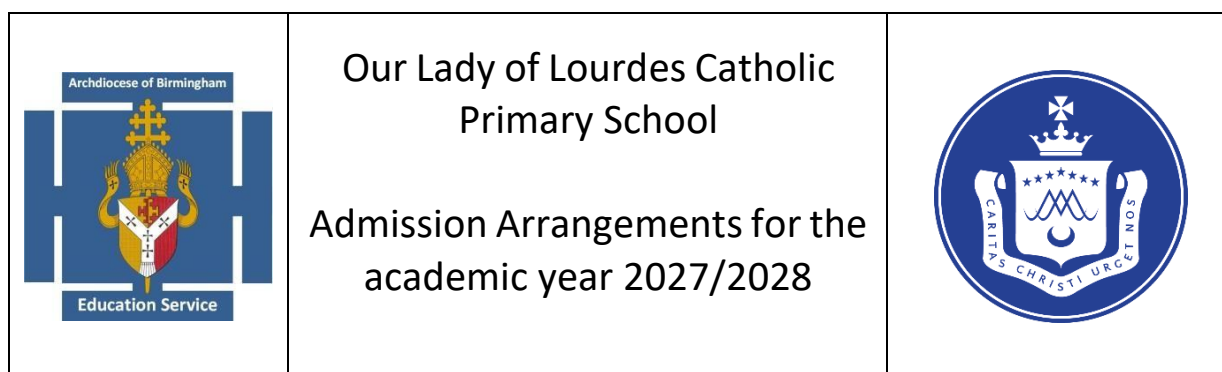 Archdiocese of Birmingham
Education Service
Our Lady of Lourdes Catholic
Primary School
Admission Arrangements for the
academic year 2027/2028
CARITAS CHRISTI URGET NOS